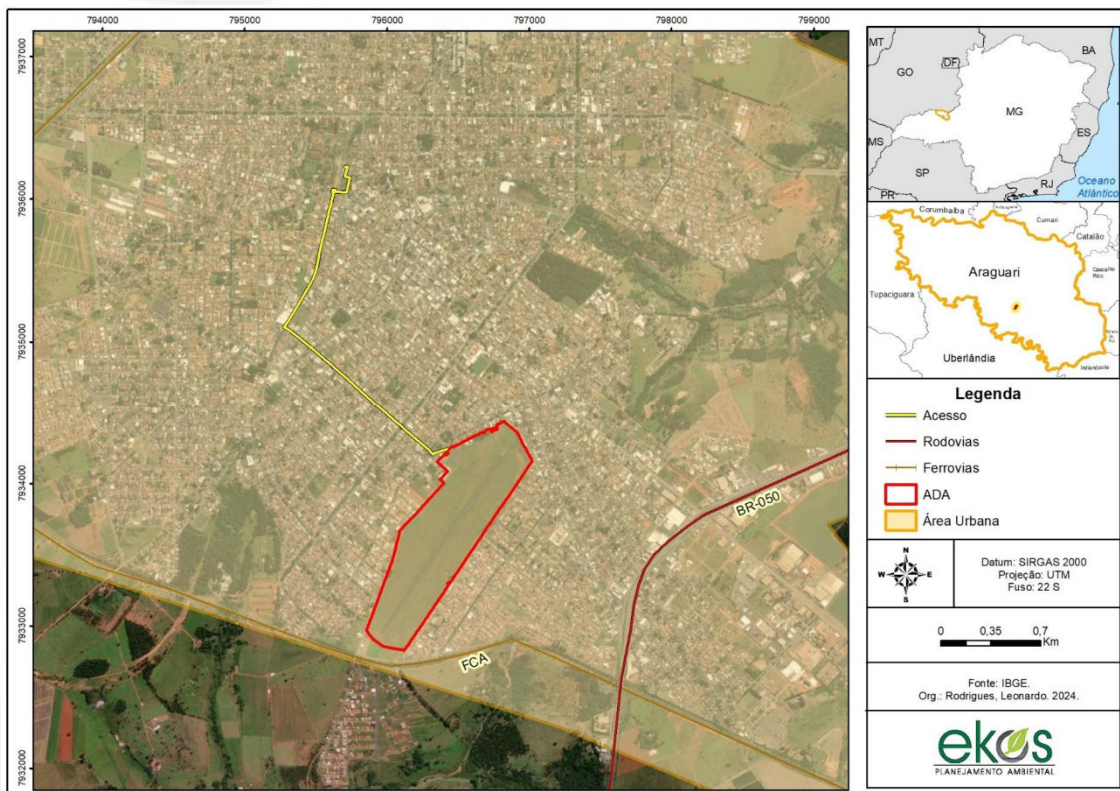 794000
795000
796000
797000
798000
799000
7937000
7936000
7935000
7934000
7933000
7932000
BR-050
FCA
MT
GO
DF
BA
MG
MS
ES
SP
RJ
PR
Oceano
Atlântico
Corumbaíba
Cumari
Catalão
Araguari
Tupaciguara
Uberlândia
Indianópolis
Legenda
Acesso
Rodovias
Ferrovias
ADA
Área Urbana
N
W
E
S
Datum: SIRGAS 2000
Projeção: UTM
Fuso: 22 S
0 0,35 0,7
Km
Fonte: IBGE.
Org.: Rodrigues, Leonardo. 2024.
ekos
PLANEJAMENTO AMBIENTAL